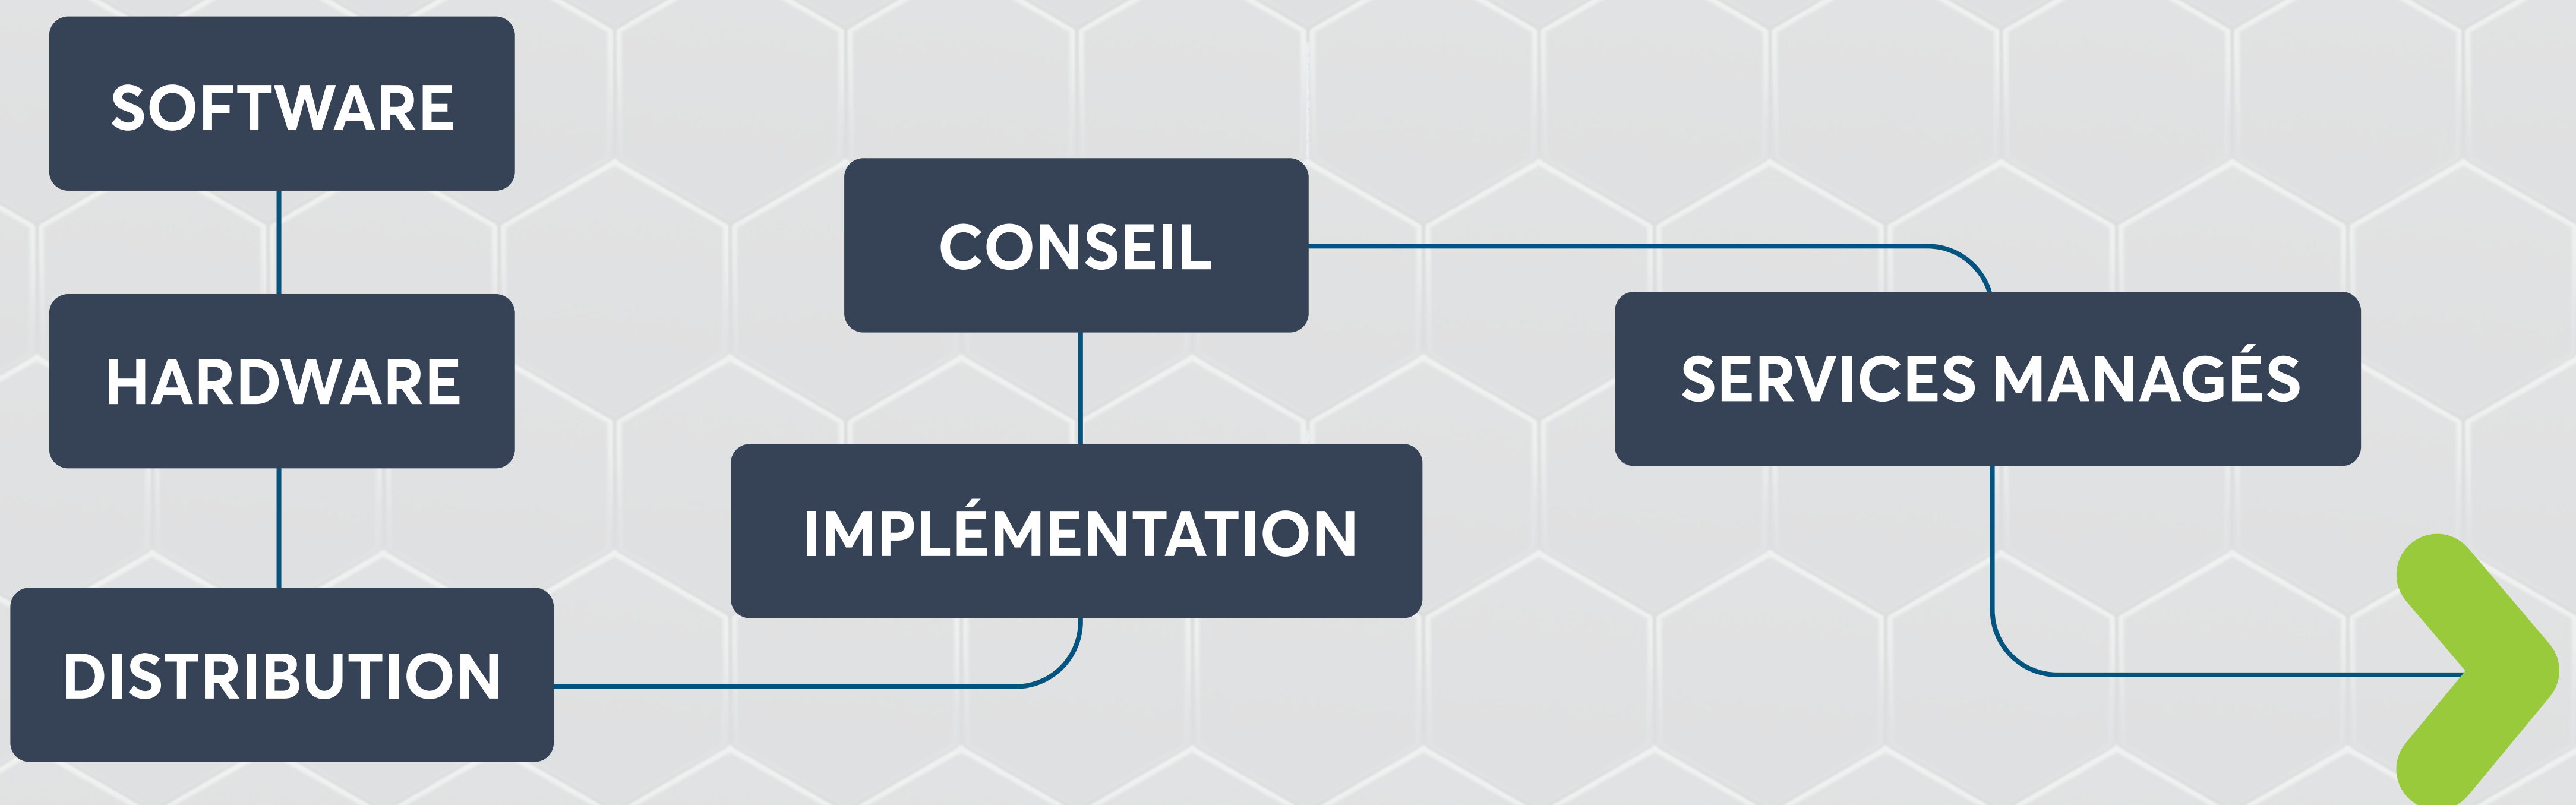 SOFTWARE
HARDWARE
DISTRIBUTION
CONSEIL
IMPLÉMENTATION
SERVICES MANAGÉS